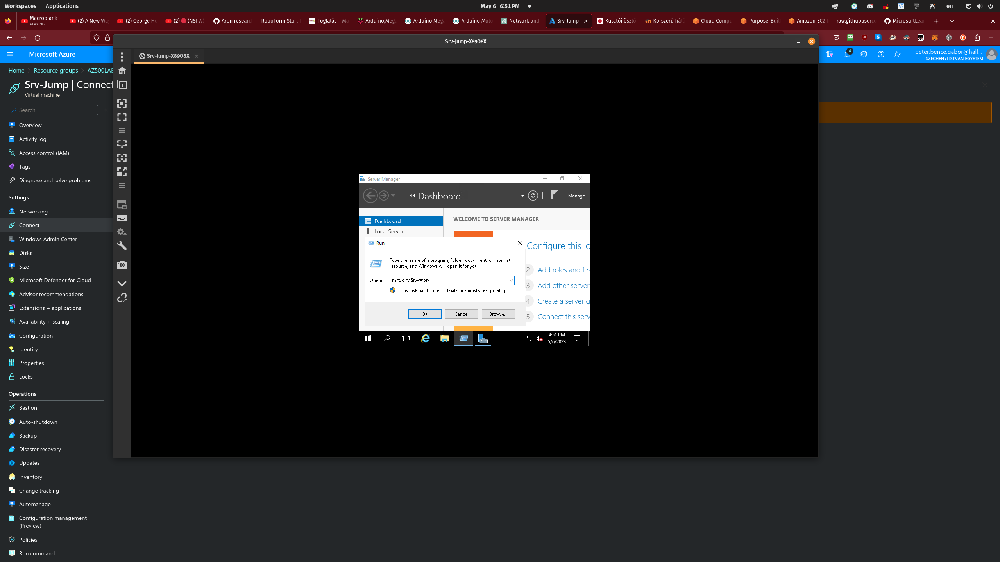 Workspaces Applications May 6 6:51 PM en
Macroblank -
PLAYING
(2) A New Wa
(2) George Ho
(2) (NSFW)
Aron research
RoboForm Start
Foglalás – Ma
Arduino,Mega
Arduino Mega
Arduino Moto
Network and
Srv-Jump -
Kutatói ösztö
Korszerű háló
Cloud Compu
Purpose-Buil
Amazon EC2
raw.githubuserco
MicrosoftLear
Srv-Jump-X89O8X
Microsoft Azure
4
peter.bence.gabor@hall...
SZÉCHENYI ISTVÁN EGYETEM
Srv-Jump-X89O8X
Home > Resource groups > AZ500LAB
Srv-Jump | Connect
Virtual machine
Search
Overview
Activity log
Access control (IAM)
Tags
Diagnose and solve problems
Settings
Networking
Connect
Windows Admin Center
Disks
Size
Microsoft Defender for Cloud
Advisor recommendations
Extensions + applications
Availability + scaling
Configuration
Identity
Properties
Locks
Operations
Bastion
Auto-shutdown
Backup
Disaster recovery
Updates
Inventory
Change tracking
Automanage
Configuration management
(Preview)
Policies
Run command
Server Manager
Dashboard
Manage
Dashboard
Local Server
WELCOME TO SERVER MANAGER
Configure this lo
2 Add roles and fea
3 Add other server
4 Create a server g
5 Connect this serv
Run
Type the name of a program, folder, document, or Internet
resource, and Windows will open it for you.
Open: mstsc /v:Srv-Work
This task will be created with administrative privileges.
OK Cancel Browse...
4:51 PM
5/6/2023